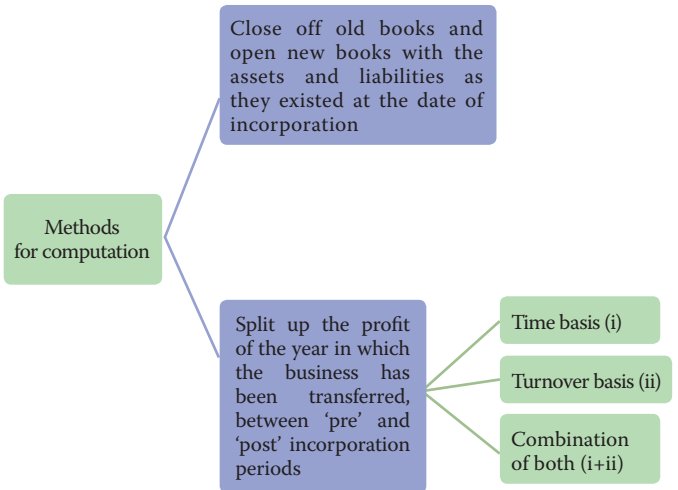 Close off old books and
open new books with the
assets and liabilities as
they existed at the date of
incorporation
Methods
for computation
Split up the profit
of the year in which
the business has
been transferred,
between ‘pre’ and
‘post’ incorporation
periods
Time basis (i)
Turnover basis (ii)
Combination
of both (i+ii)